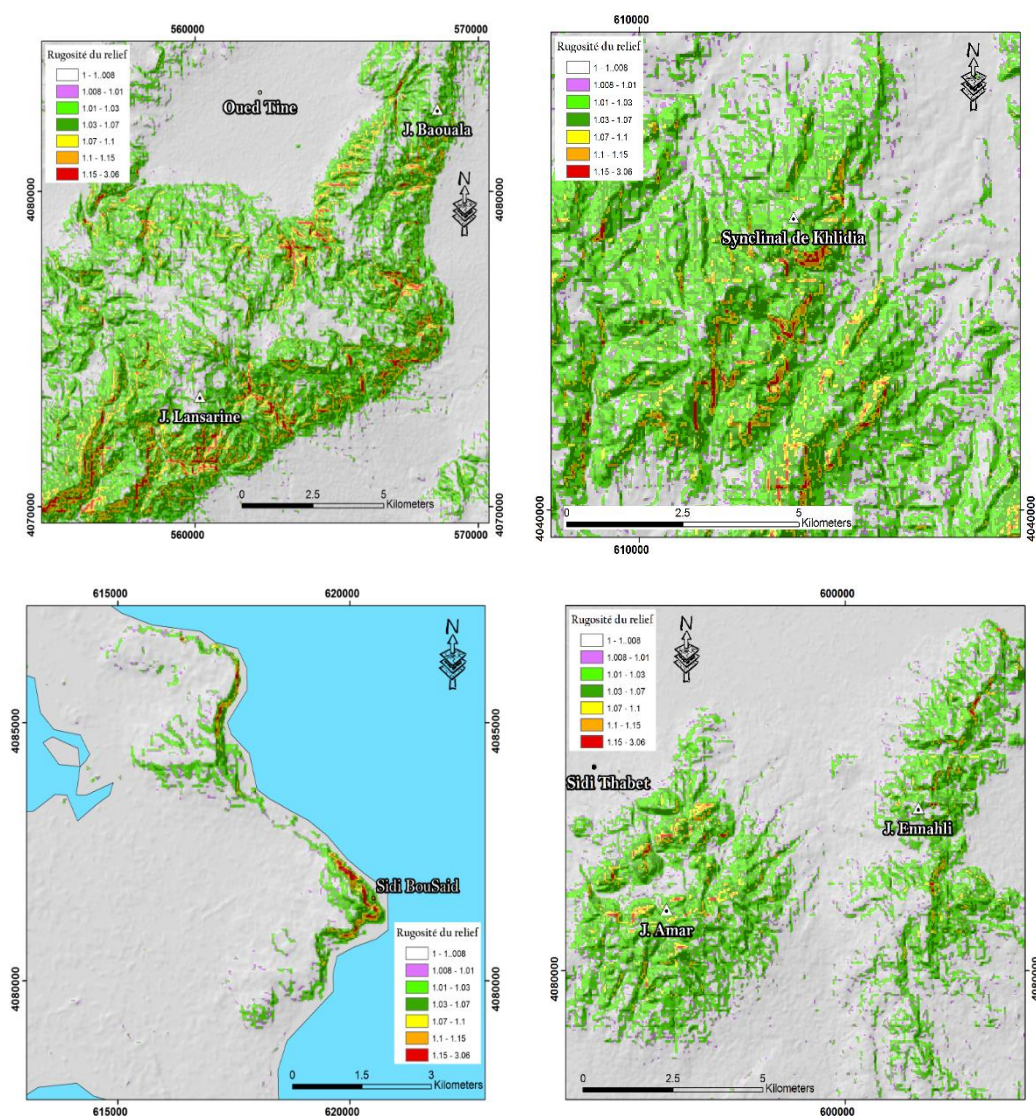 560000
570000
Rugosité du relief
1 - 1..008
1.008 - 1.01
1.01 - 1.03
1.03 - 1.07
1.07 - 1.1
1.1 - 1.15
1.15 - 3.06
Oued Tine
J. Baouala
N
4080000
4080000
J. Lansarine
0 2.5 5
Kilometers
4070000
4070000
560000
570000
610000
Rugosité du relief
1 - 1..008
1.008 - 1.01
1.01 - 1.03
1.03 - 1.07
1.07 - 1.1
1.1 - 1.15
1.15 - 3.06
N
Synclinal de Khlidia
0 2.5 5
Kilometers
4040000
4040000
610000
615000
620000
N
4085000
4085000
Sidi BouSaid
Rugosité du relief
1 - 1..008
1.008 - 1.01
1.01 - 1.03
1.03 - 1.07
1.07 - 1.1
1.1 - 1.15
1.15 - 3.06
4080000
4080000
0 1.5 3
Kilometers
615000
620000
600000
Rugosité du relief
1 - 1..008
1.008 - 1.01
1.01 - 1.03
1.03 - 1.07
1.07 - 1.1
1.1 - 1.15
1.15 - 3.06
N
Sidi Thabet
J. Ennahli
J. Amar
4080000
4080000
0 2.5 5
Kilometers
600000